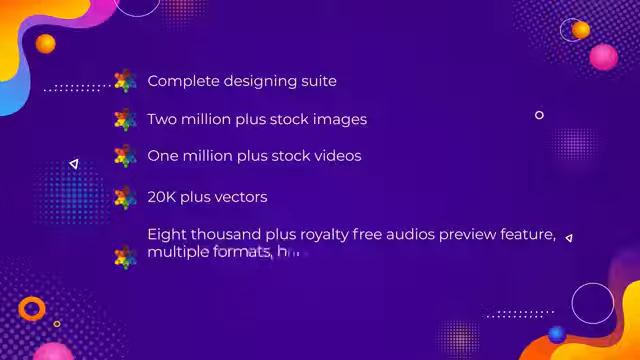 Complete designing suite
Two million plus stock images
One million plus stock videos
20K plus vectors
Eight thousand plus royalty free audios preview feature,
multiple formats,